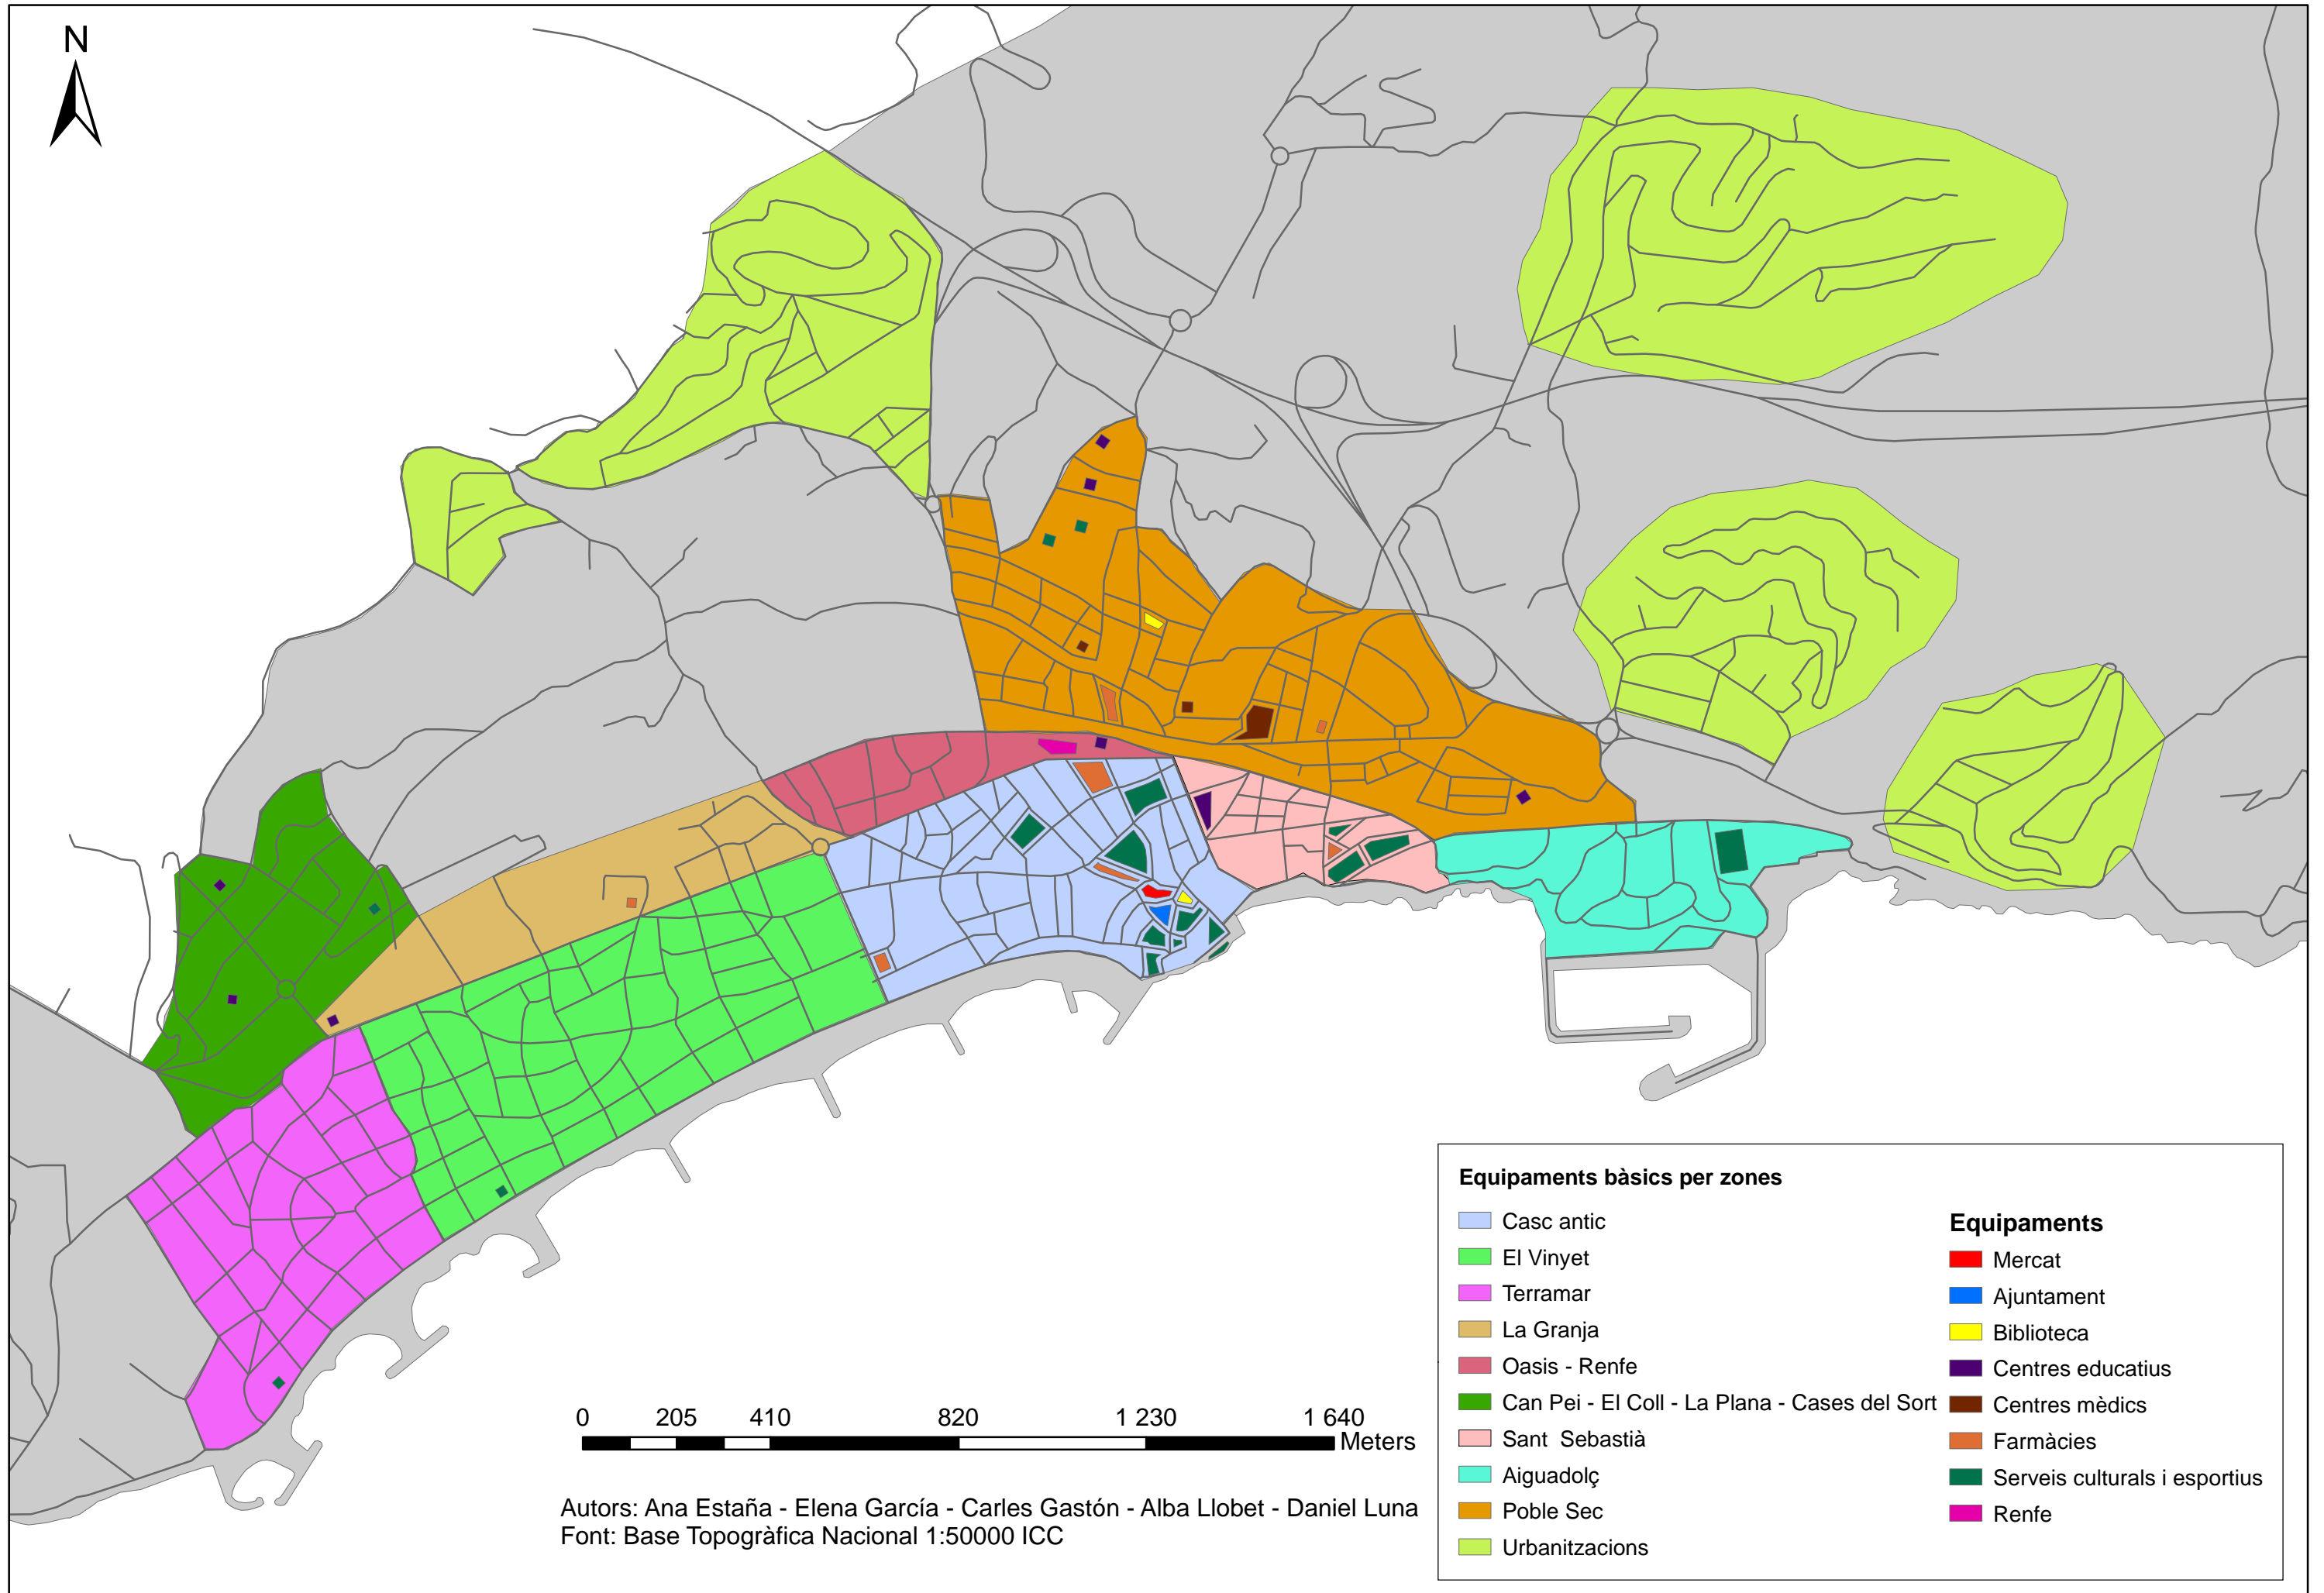 N
Equipaments bàsics per zones
Casc antic
El Vinyet
Terramar
La Granja
Oasis - Renfe
Can Pei - El Coll - La Plana - Cases del Sort
Sant  Sebastià
Aiguadolç
Poble Sec
Urbanitzacions
Equipaments
Mercat
Ajuntament
Biblioteca
Centres educatius
Centres mèdics
Farmàcies
Serveis culturals i esportius
Renfe
0 205 410 820 1 230 1 640
Meters
Autors: Ana Estaña - Elena García - Carles Gastón - Alba Llobet - Daniel Luna
Font: Base Topogràfica Nacional 1:50000 ICC